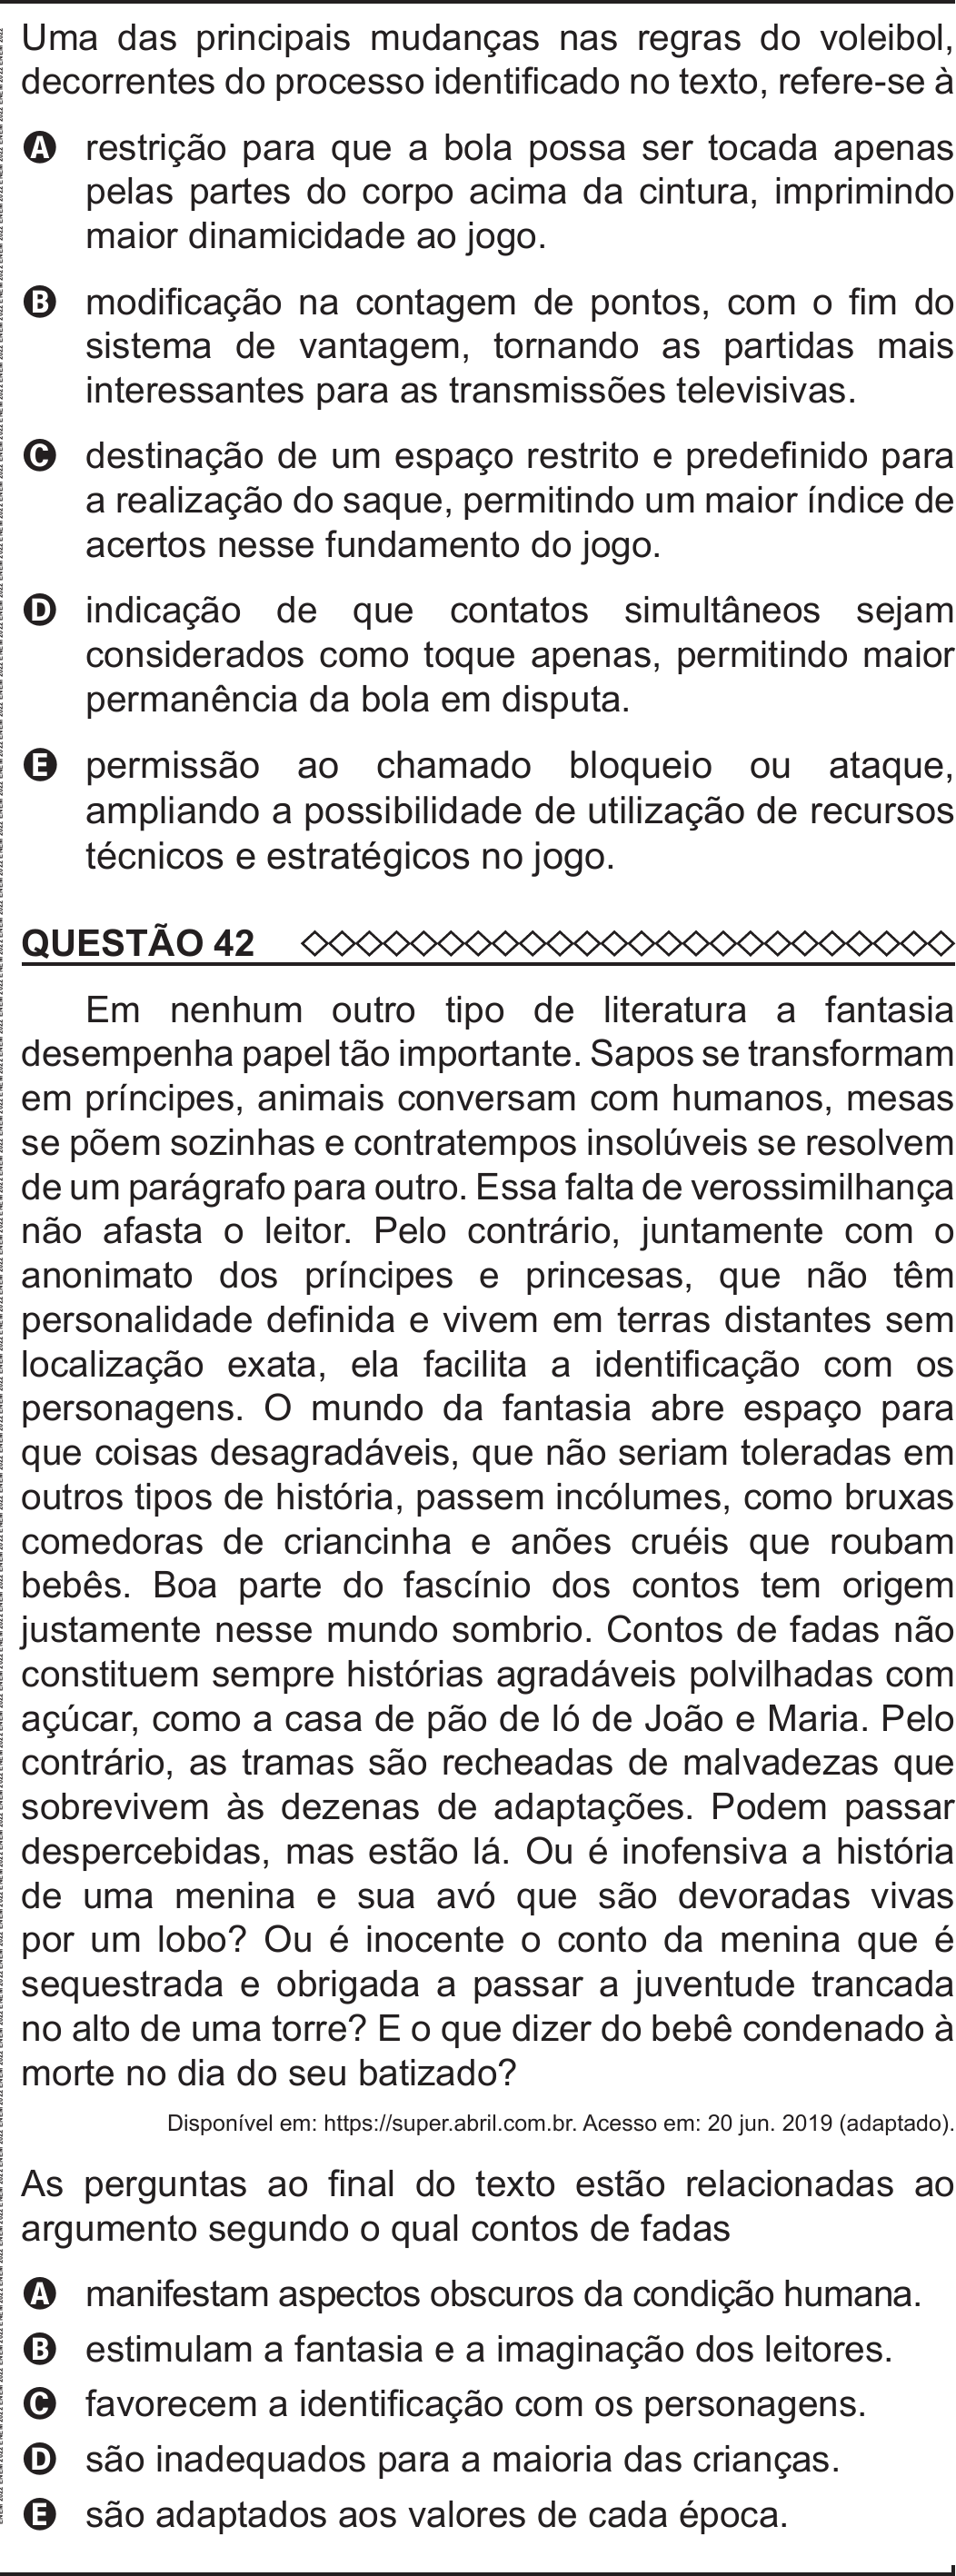 Uma das principais mudanças nas regras do voleibol,
decorrentes do processo identificado no texto, refere-se à
A restrição para que a bola possa ser tocada apenas
pelas partes do corpo acima da cintura, imprimindo
maior dinamicidade ao jogo.
B modificação na contagem de pontos, com o fim do
sistema de vantagem, tornando as partidas mais
interessantes para as transmissões televisivas.
C destinação de um espaço restrito e predefinido para
a realização do saque, permitindo um maior índice de
acertos nesse fundamento do jogo.
D indicação de que contatos simultâneos sejam
considerados como toque apenas, permitindo maior
permanência da bola em disputa.
E permissão ao chamado bloqueio ou ataque,
ampliando a possibilidade de utilização de recursos
técnicos e estratégicos no jogo.
QUESTÃO 42
Em nenhum outro tipo de literatura a fantasia
desempenha papel tão importante. Sapos se transformam
em príncipes, animais conversam com humanos, mesas
se põem sozinhas e contratempos insolúveis se resolvem
de um parágrafo para outro. Essa falta de verossimilhança
não afasta o leitor. Pelo contrário, juntamente com o
anonimato dos príncipes e princesas, que não têm
personalidade definida e vivem em terras distantes sem
localização exata, ela facilita a identificação com os
personagens. O mundo da fantasia abre espaço para
que coisas desagradáveis, que não seriam toleradas em
outros tipos de história, passem incólumes, como bruxas
comedoras de criancinha e anões cruéis que roubam
bebês. Boa parte do fascínio dos contos tem origem
justamente nesse mundo sombrio. Contos de fadas não
constituem sempre histórias agradáveis polvilhadas com
açúcar, como a casa de pão de ló de João e Maria. Pelo
contrário, as tramas são recheadas de malvadezas que
sobrevivem às dezenas de adaptações. Podem passar
despercebidas, mas estão lá. Ou é inofensiva a história
de uma menina e sua avó que são devoradas vivas
por um lobo? Ou é inocente o conto da menina que é
sequestrada e obrigada a passar a juventude trancada
no alto de uma torre? E o que dizer do bebê condenado à
morte no dia do seu batizado?
Disponível em: https://super.abril.com.br. Acesso em: 20 jun. 2019 (adaptado).
As perguntas ao final do texto estão relacionadas ao
argumento segundo o qual contos de fadas
A manifestam aspectos obscuros da condição humana.
B estimulam a fantasia e a imaginação dos leitores.
C favorecem a identificação com os personagens.
D são inadequados para a maioria das crianças.
E são adaptados aos valores de cada época.